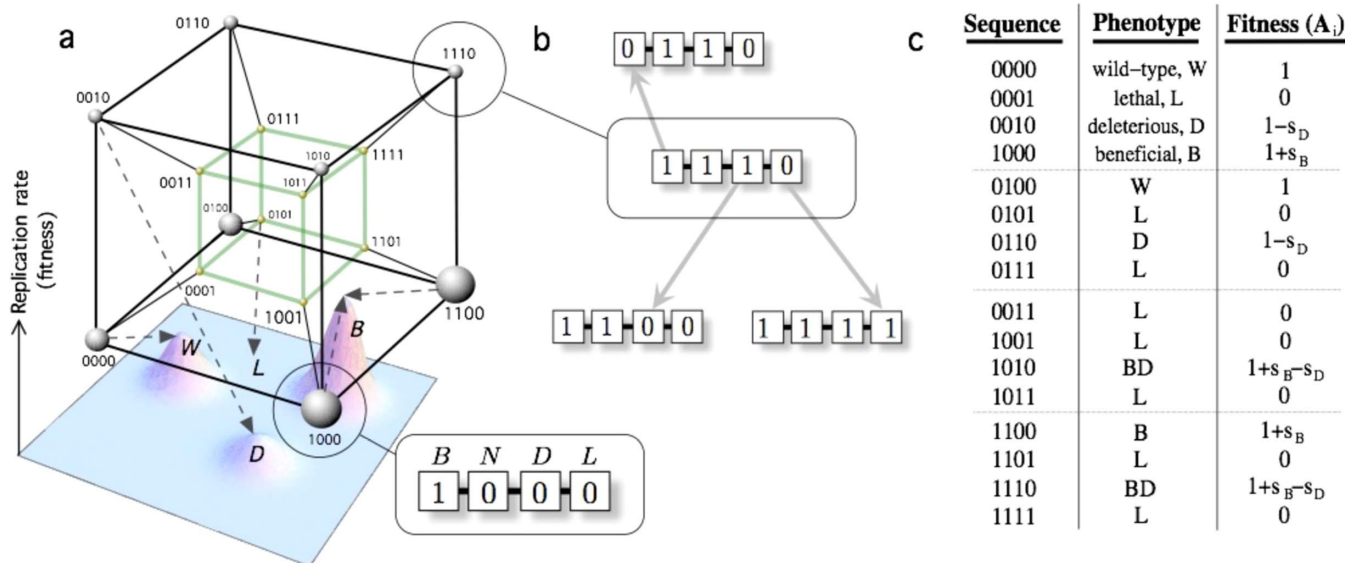 a
0110
1110
0010
0111
1010
1111
0011
1011
0100
0101
1101
0001
1001
1100
0000
W
L
B
D
1000
Replication rate
(fitness)
B N D L
1 0 0 0
b
0 1 1 0
1 1 1 0
1 1 0 0
1 1 1 1
c
Sequence Phenotype Fitness (Ai)
0000 wild-type, W 1
0001 lethal, L 0
0010 deleterious, D 1-sD
1000 beneficial, B 1+sB
0100 W 1
0101 L 0
0110 D 1-sD
0111 L 0
0011 L 0
1001 L 0
1010 BD 1+sB-sD
1011 L 0
1100 B 1+sB
1101 L 0
1110 BD 1+sB-sD
1111 L 0